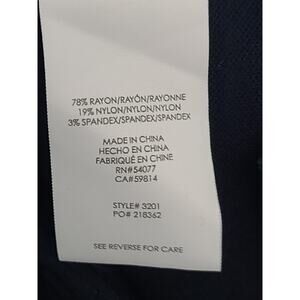 78% RAYON/RAYÓN/RAYONNE
19% NYLON/NYLON/NYLON
3% SPANDEX/SPANDEX/SPANDEX
MADE IN CHINA
HECHO EN CHINA
FABRIQUÉ EN CHINE
RN#54077
CA#59814
STYLE# 3201
PO# 218362
SEE REVERSE FOR CARE